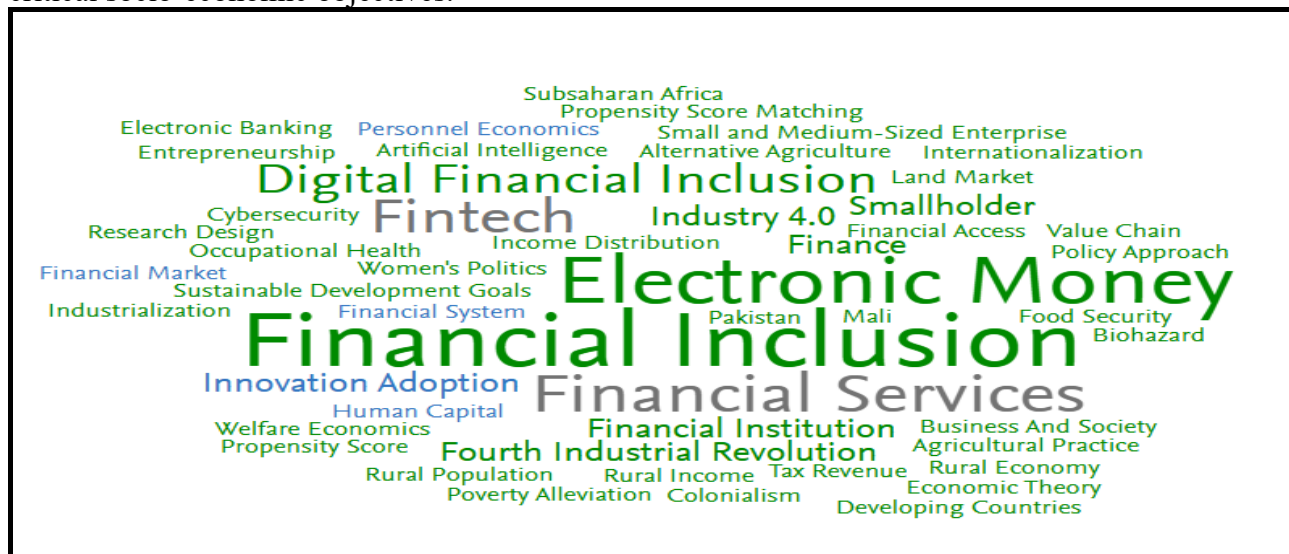 Subsaharan Africa
Propensity Score Matching
Electronic Banking Personnel Economics Small and Medium-Sized Enterprise
Entrepreneurship Artificial Intelligence Alternative Agriculture Internationalization
Digital Financial Inclusion Land Market
Cybersecurity Fintech Industry 4.0 Smallholder
Research Design Financial Access Value Chain
Occupational Health Income Distribution Finance Policy Approach
Financial Market Women's Politics Electronic Money
Sustainable Development Goals
Industrialization Financial System Pakistan Mali Food Security
Financial Inclusion Biohazard
Innovation Adoption Financial Services
Human Capital
Welfare Economics Financial Institution Business And Society
Propensity Score Fourth Industrial Revolution Agricultural Practice
Rural Population Rural Income Tax Revenue Rural Economy
Poverty Alleviation Colonialism Economic Theory
Developing Countries